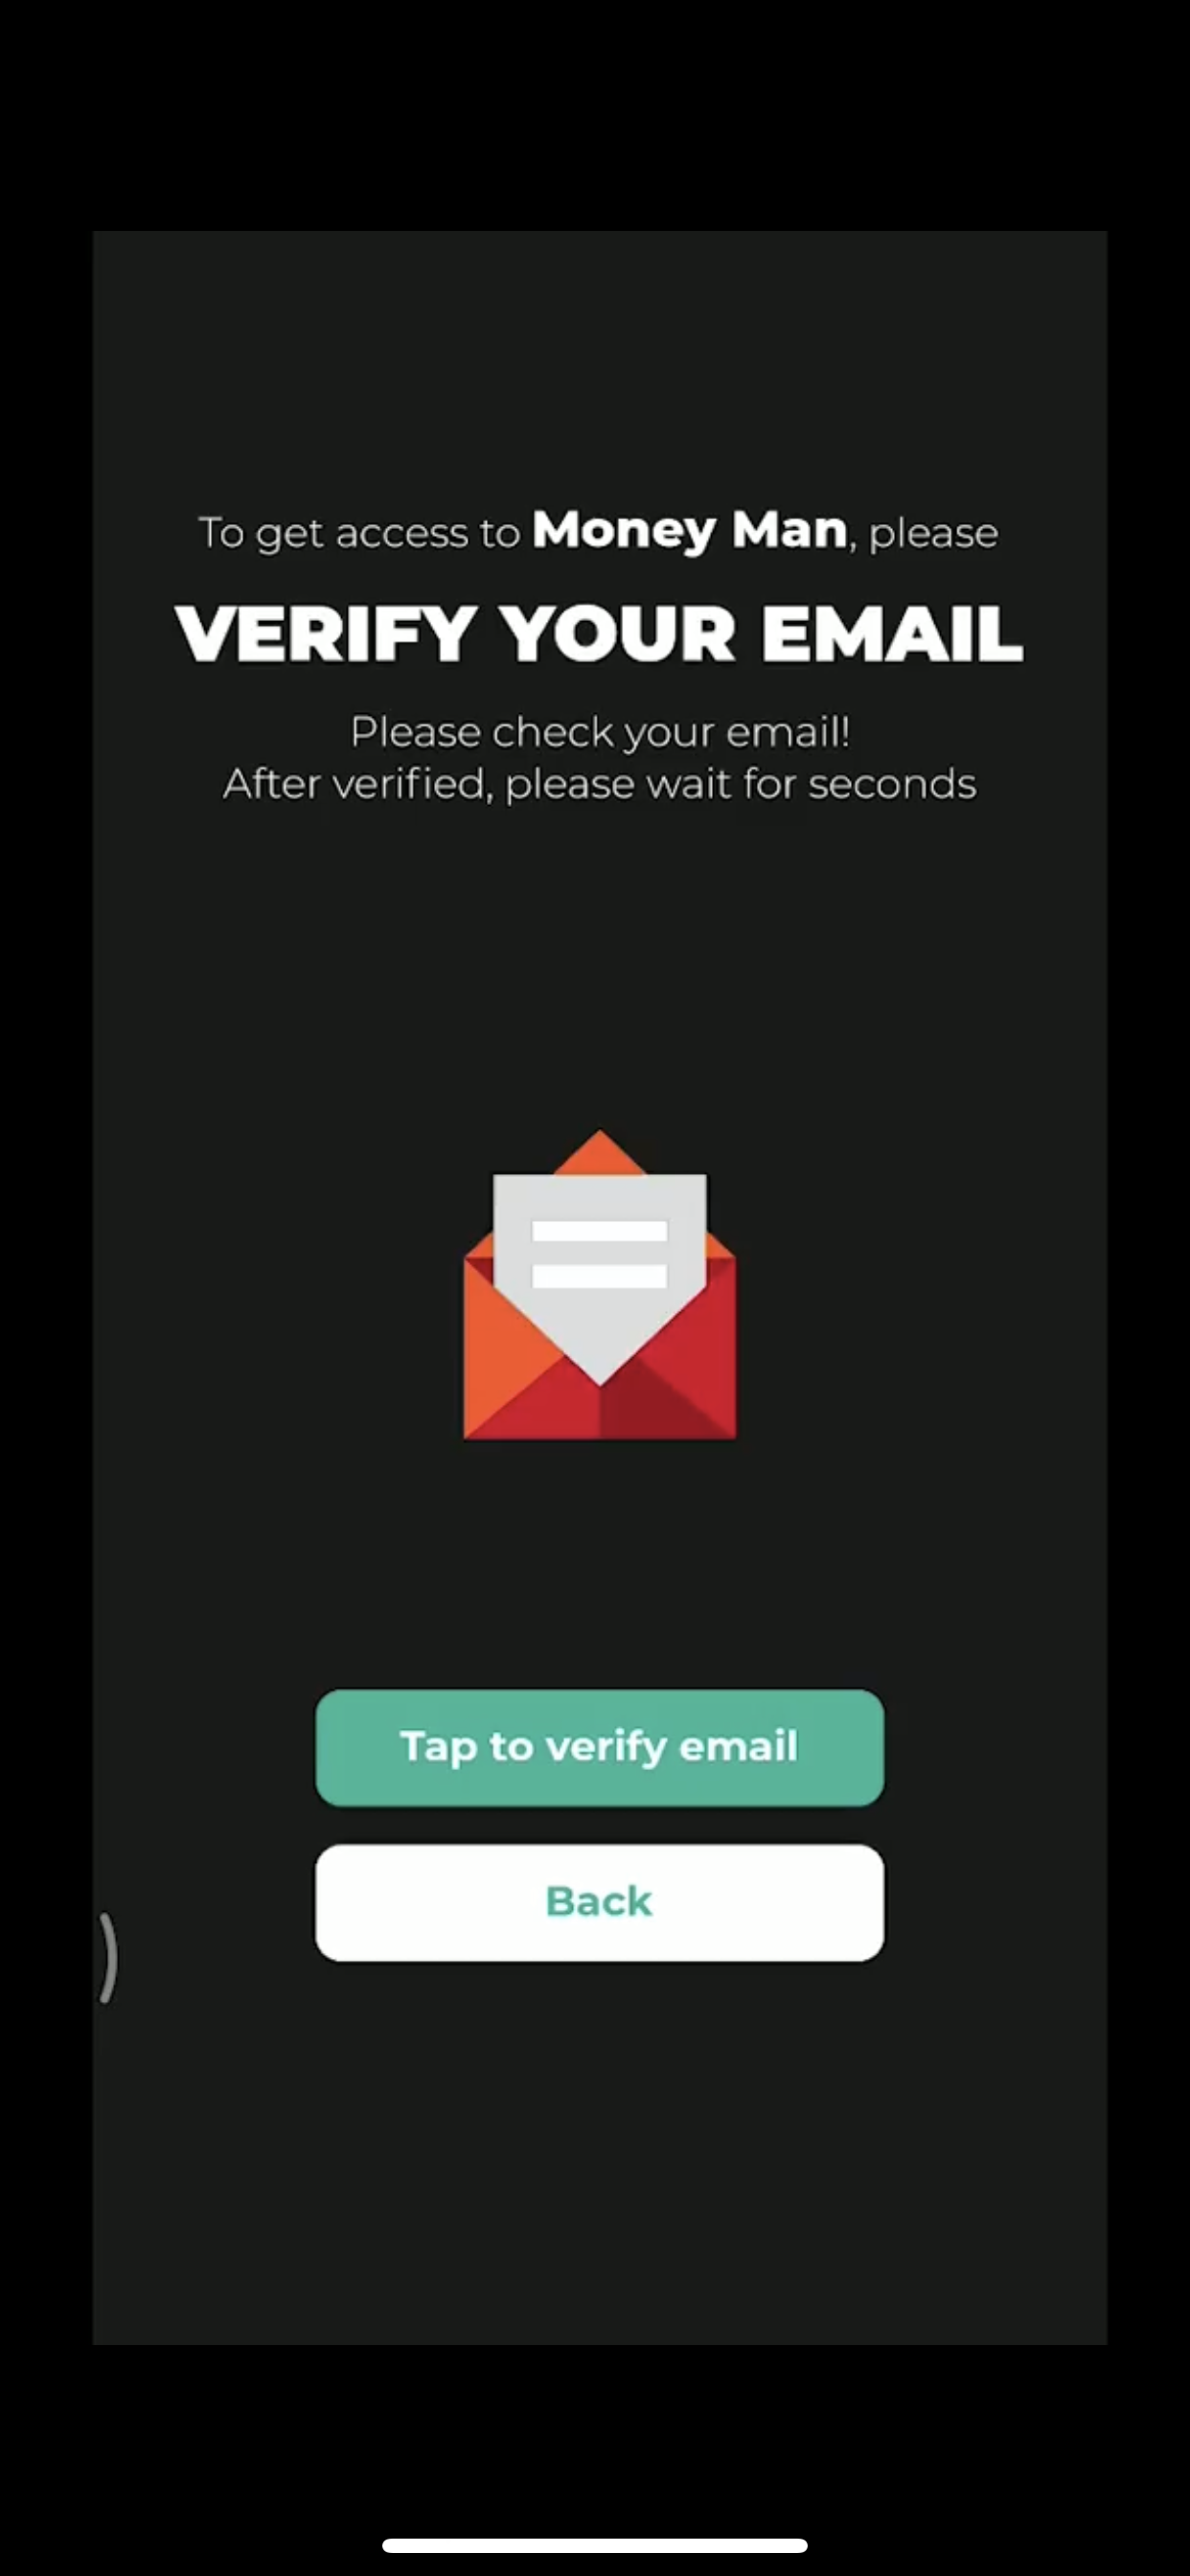 To get access to Money Man, please
VERIFY YOUR EMAIL
Please check your email!
After verified, please wait for seconds
Tap to verify email
Back